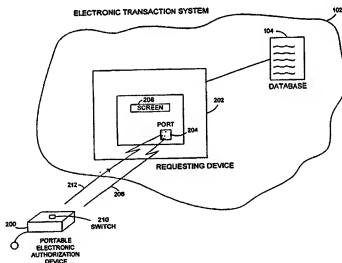 ELECTRONIC TRANSACTION SYSTEM
102
104
DATABASE
208
SCREEN
202
PORT
204
REQUESTING DEVICE
212
206
210
SWITCH
200
PORTABLE
ELECTRONIC
AUTHORIZATION
DEVICE